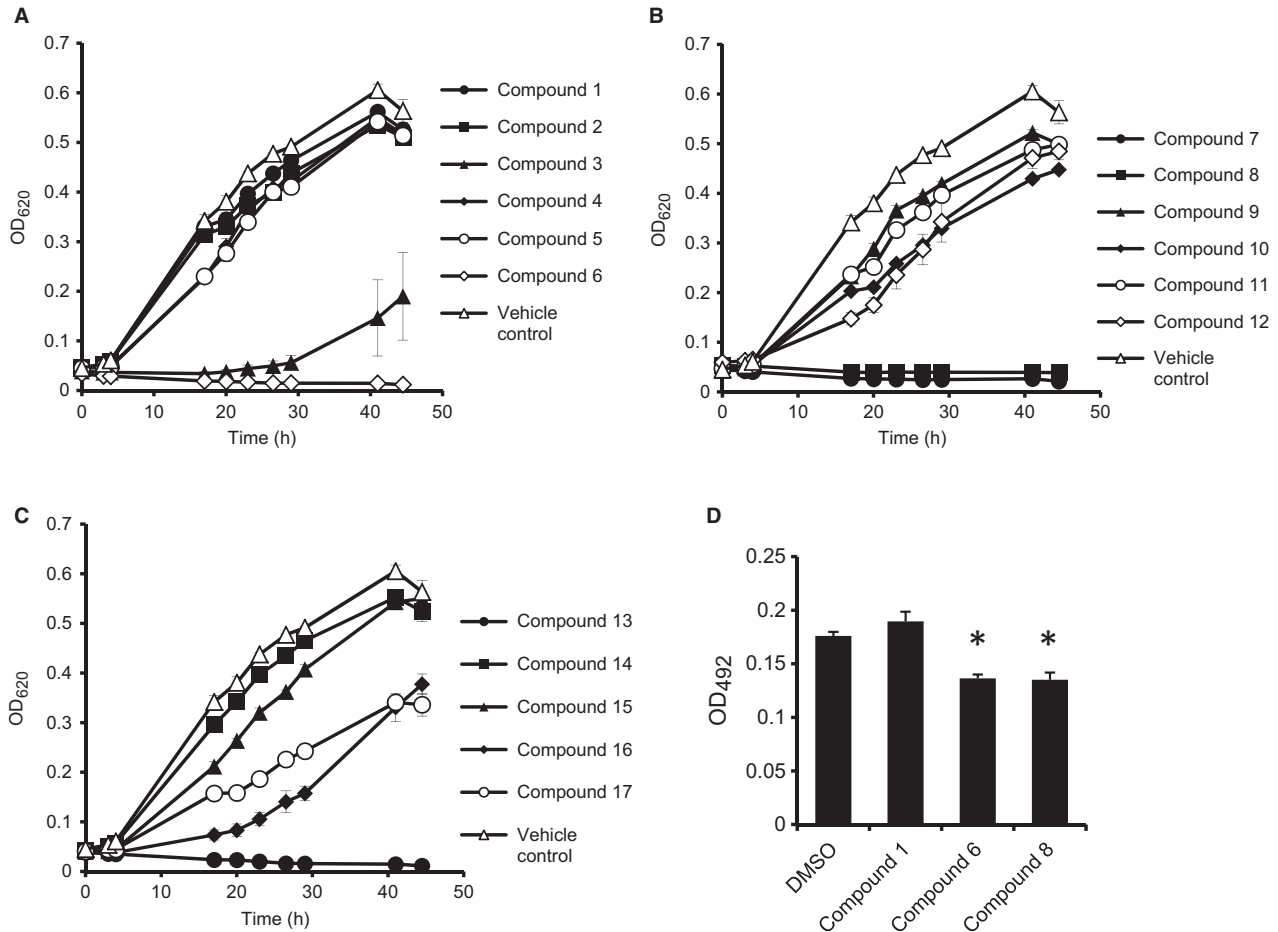 A
0.7
0.6
0.5
0.4
0.3
0.2
0.1
0
OD620
0 10 20 30 40 50
Time (h)
Compound 1
Compound 2
Compound 3
Compound 4
Compound 5
Compound 6
Vehicle
control
B
0.7
0.6
0.5
0.4
0.3
0.2
0.1
0
OD620
0 10 20 30 40 50
Time (h)
Compound 7
Compound 8
Compound 9
Compound 10
Compound 11
Compound 12
Vehicle
control
C
0.7
0.6
0.5
0.4
0.3
0.2
0.1
0
OD620
0 10 20 30 40 50
Time (h)
Compound 13
Compound 14
Compound 15
Compound 16
Compound 17
Vehicle
control
D
0.25
0.2
0.15
0.1
0.05
0
OD492
* *
DMSO
Compound 1
Compound 6
Compound 8